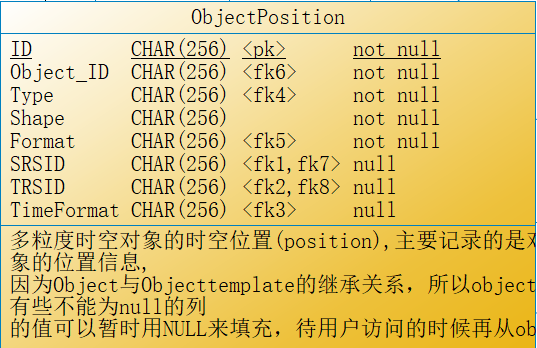 ObjectPosition
ID CHAR(256) <pk> not null
Object_ID CHAR(256) <fk6> not null
Type CHAR(256) <fk4> not null
Shape CHAR(256) not null
Format CHAR(256) <fk5> not null
SRSID CHAR(256) <fk1,fk7> null
TRSID CHAR(256) <fk2,fk8> null
TimeFormat CHAR(256) <fk3> null
多粒度时空对象的时空位置(position),主要记录的是对
象的位置信息,
因为Object与Objecttemplate的继承关系，所以object
有些不能为null的列
的值可以暂时用NULL来填充，待用户访问的时候再从ob